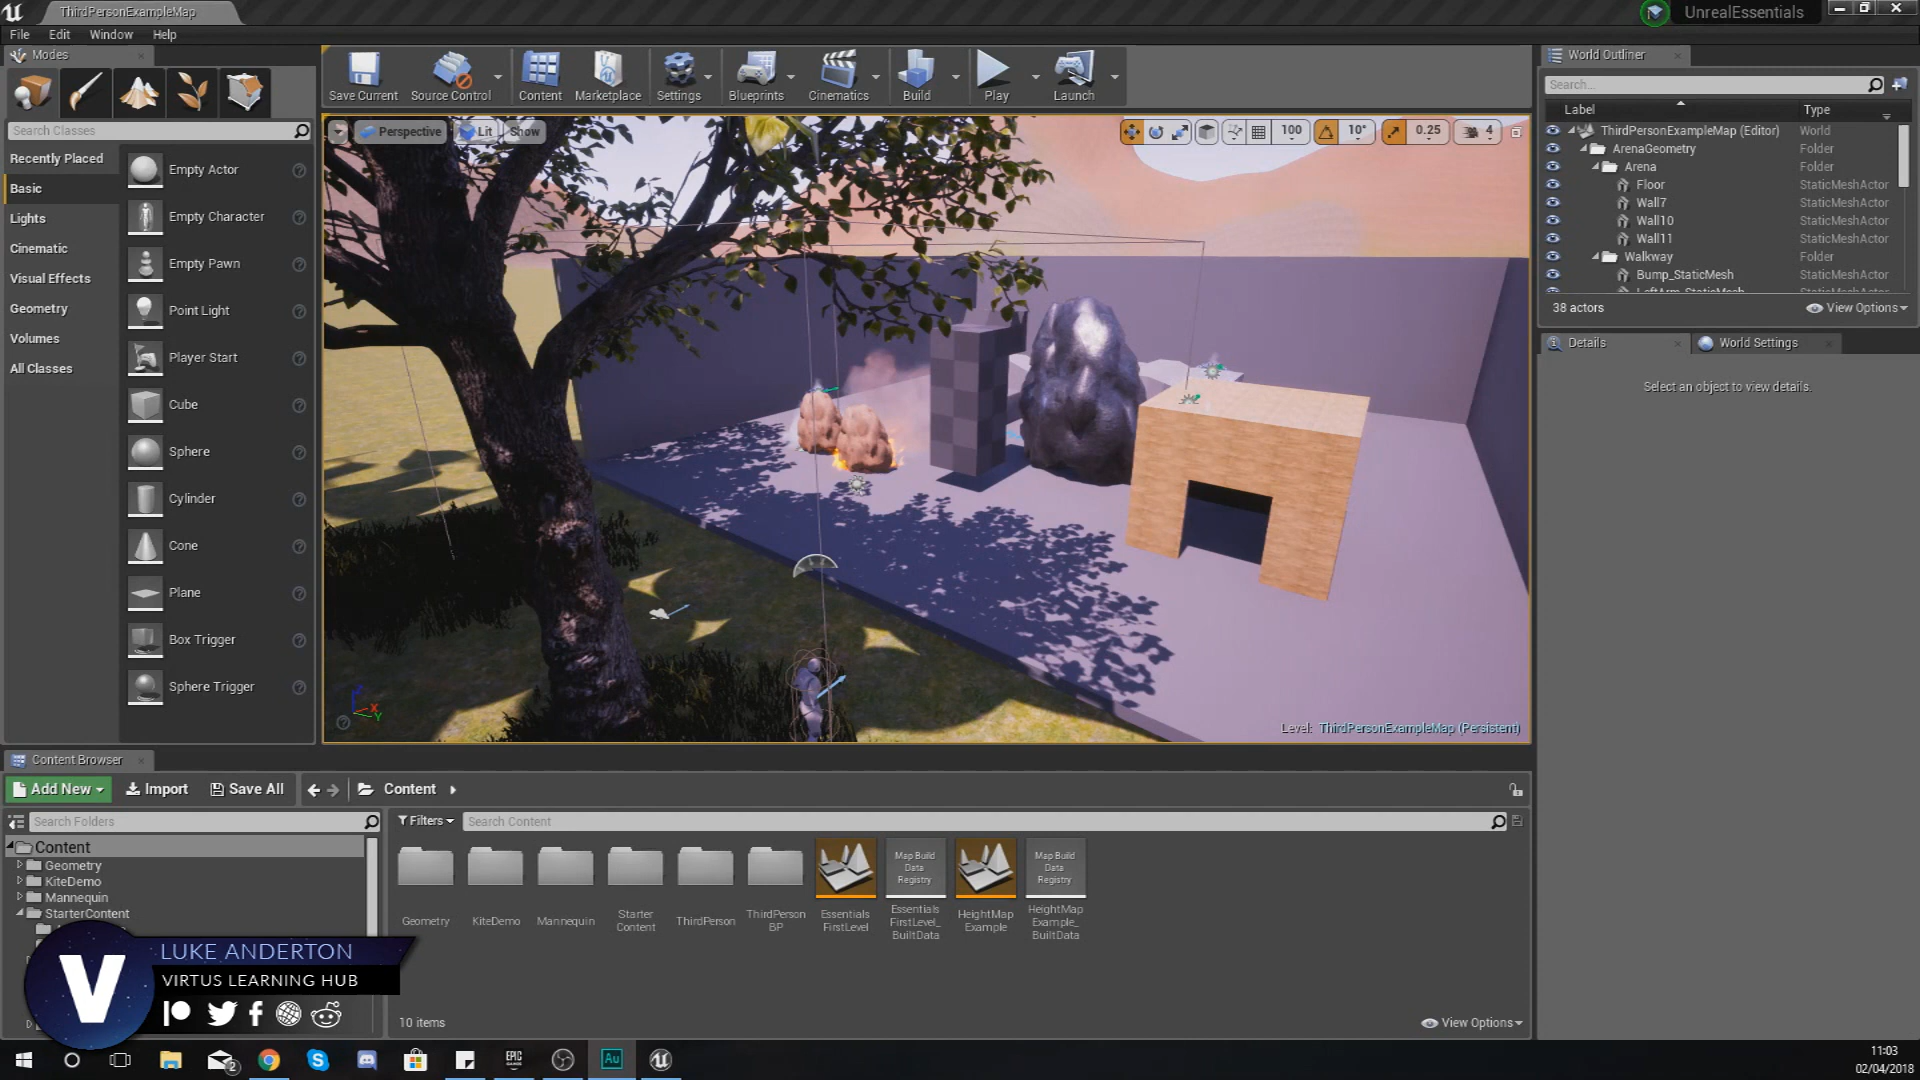 ThirdPersonExampleMap
UnrealEssentials
File Edit Window Help
Modes
Search Classes
Recently Placed
Basic
Lights
Cinematic
Visual Effects
Geometry
Volumes
All Classes
Empty Actor
Empty Character
Empty Pawn
Point Light
Player Start
Cube
Sphere
Cylinder
Cone
Plane
Box Trigger
Sphere Trigger
Save Current
Source Control
Content
Marketplace
Settings
Blueprints
Cinematics
Build
Play
Launch
Perspective
Lit
Show
100
10°
0.25
4
X
Y
Level: ThirdPersonExampleMap (Persistent)
World Outliner
Search...
Label Type
ThirdPersonExampleMap (Editor) World
ArenaGeometry Folder
Arena Folder
Floor StaticMeshActor
Wall7 StaticMeshActor
Wall10 StaticMeshActor
Wall11 StaticMeshActor
Walkway Folder
Bump_StaticMesh StaticMeshActor
LeftArm_StaticMesh StaticMeshActor
38 actors
View Options
Details
World Settings
Select an object to view details.
Content Browser
Add New
Import
Save All
Content
Search Folders
Filters
Search Content
Content
Geometry
KiteDemo
Mannequin
StarterContent
Geometry
KiteDemo
Mannequin
Starter
Content
ThirdPerson
ThirdPerson
BP
Essentials
FirstLevel
Map Build
Data
Registry
Essentials
FirstLevel_
BuiltData
HeightMap
Example
Map Build
Data
Registry
HeightMap
Example_
BuiltData
10 items
View Options
V
LUKE ANDERTON
VIRTUS LEARNING HUB
2
EPIC
GAMES
Au
11:03
02/04/2018